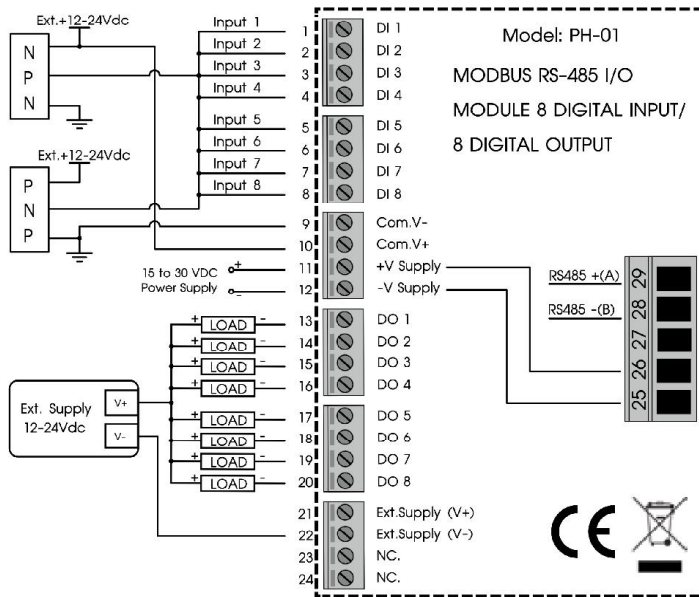 Ext.+12-24Vdc
N
P
N
Ext.+12-24Vdc
P
N
P
Input 1
Input 2
Input 3
Input 4
Input 5
Input 6
Input 7
Input 8
15 to 30 VDC +
Power Supply -
+ LOAD -
+ LOAD -
+ LOAD -
+ LOAD -
+ LOAD -
+ LOAD -
+ LOAD -
+ LOAD -
Ext. Supply
12-24Vdc
V+
V-
1 DI 1
2 DI 2
3 DI 3
4 DI 4
5 DI 5
6 DI 6
7 DI 7
8 DI 8
9 Com.V-
10 Com.V+
11 +V Supply
12 -V Supply
13 DO 1
14 DO 2
15 DO 3
16 DO 4
17 DO 5
18 DO 6
19 DO 7
20 DO 8
21 Ext.Supply (V+)
22 Ext.Supply (V-)
23 NC.
24 NC.
Model: PH-01
MODBUS RS-485 I/O
MODULE 8 DIGITAL INPUT/
8 DIGITAL OUTPUT
RS485 +(A) 29
RS485 -(B) 28
27
26
25
CE